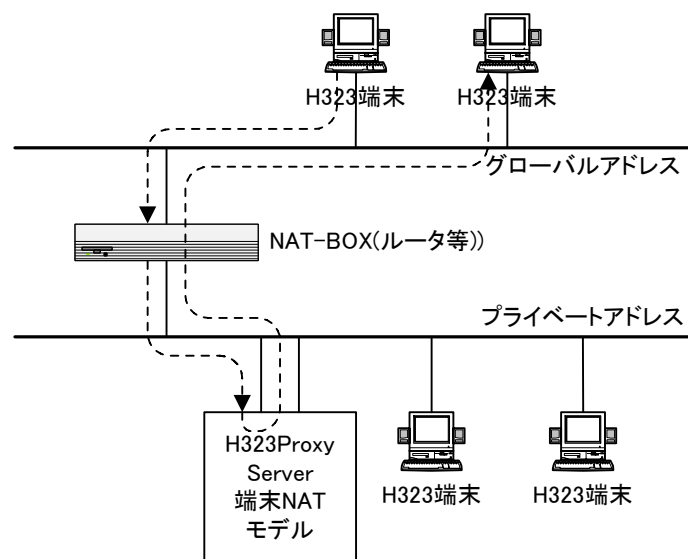 H323端末
H323端末
グローバルアドレス
NAT-BOX(ルータ等))
プライベートアドレス
H323Proxy
Server
端末NAT
モデル
H323端末
H323端末